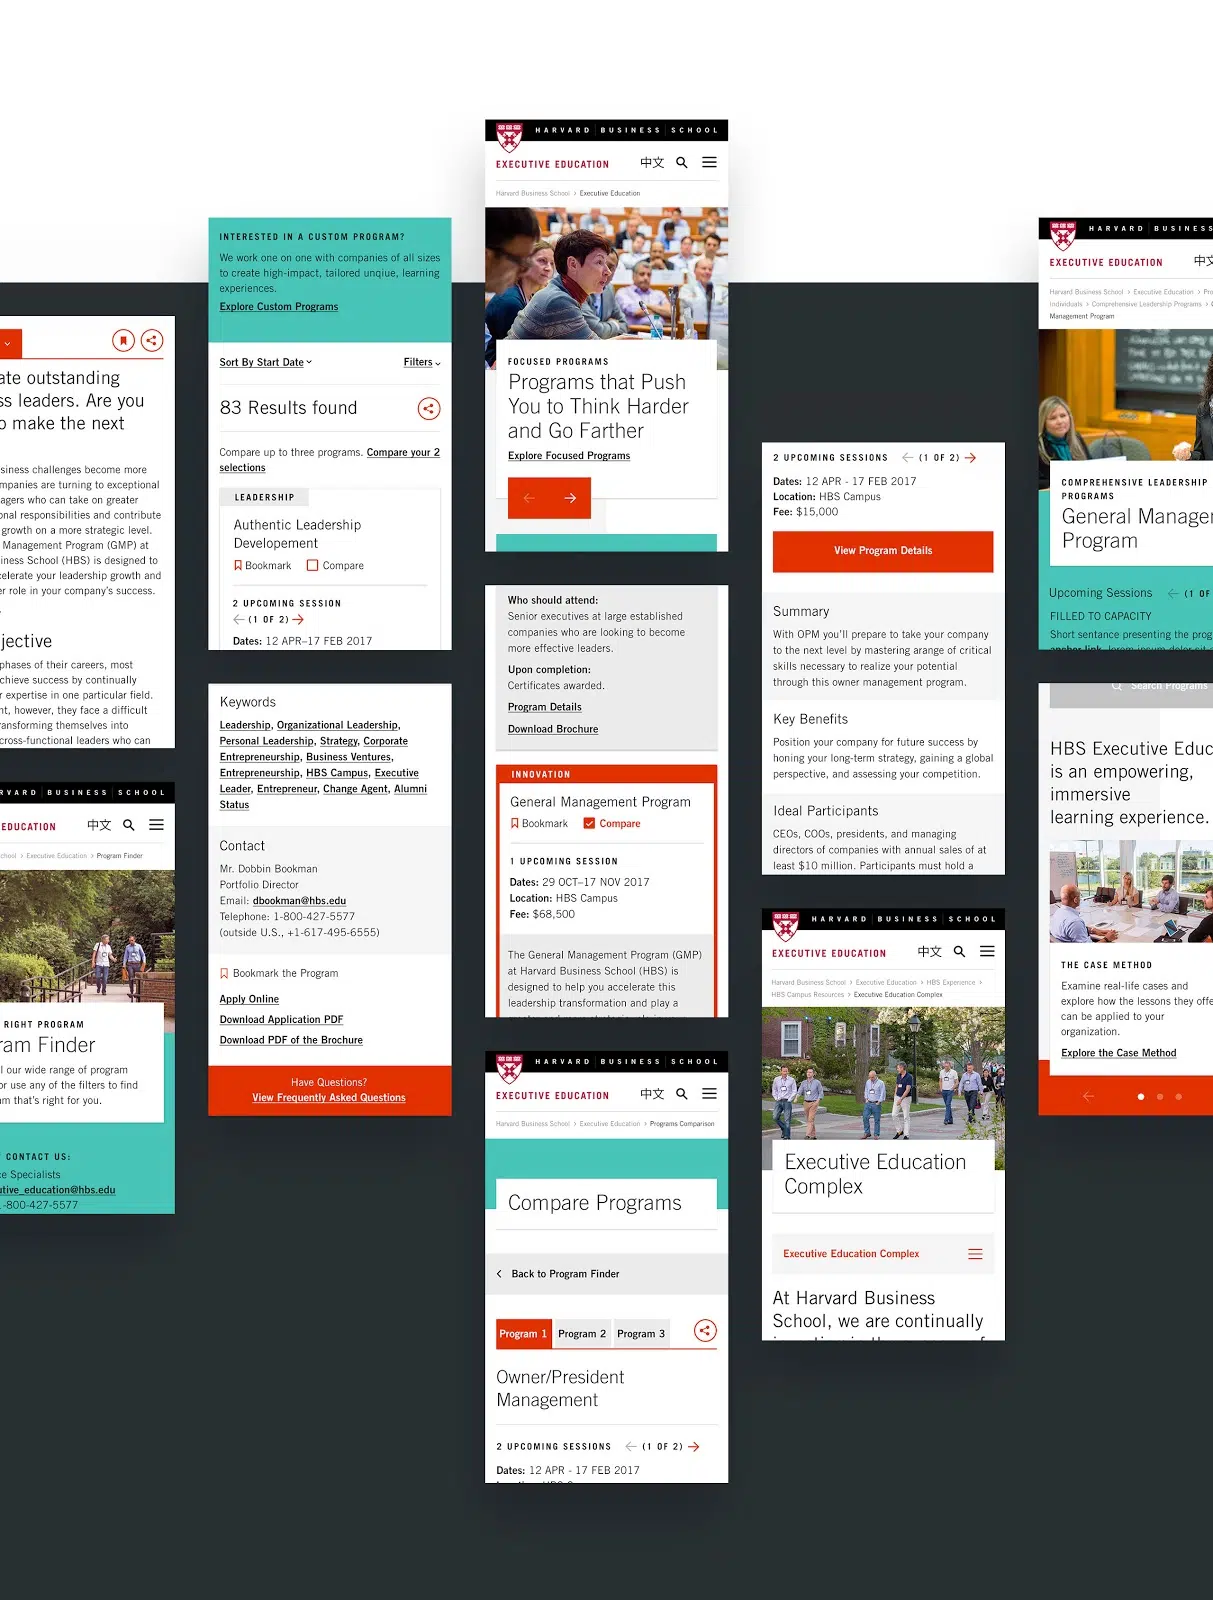 ate outstanding
ss leaders. Are you
o make the next
siness challenges become more
mpanies are turning to exceptional
agers who can take on greater
onal responsibilities and contribute
growth on a more strategic level.
Management Program (GMP) at
iness School (HBS) is designed to
celerate your leadership growth and
er role in your company's success.
jective
phases of their careers, most
chieve success by continually
r expertise in one particular field.
nt, however, they face a difficult
ransforming themselves into
cross-functional leaders who can
RVARD BUSINESS SCHOOL
EDUCATION 中文
chool > Executive Education > Program Finder
RIGHT PROGRAM
ram Finder
ll our wide range of program
or use any of the filters to find
m that's right for you.
CONTACT US:
ce Specialists
utive_education@hbs.edu
1-800-427-5577
INTERESTED IN A CUSTOM PROGRAM?
We work one on one with companies of all sizes
to create high-impact, tailored unqiue, learning
experiences.
Explore Custom Programs
Sort By Start Date Filters
83 Results found
Compare up to three programs. Compare your 2
selections
LEADERSHIP
Authentic Leadership
Developement
Bookmark Compare
2 UPCOMING SESSION
(1 OF 2)
Dates: 12 APR–17 FEB 2017
Keywords
Leadership, Organizational Leadership,
Personal Leadership, Strategy, Corporate
Entrepreneurship, Business Ventures,
Entrepreneurship, HBS Campus, Executive
Leader, Entrepreneur, Change Agent, Alumni
Status
Contact
Mr. Dobbin Bookman
Portfolio Director
Email: dbookman@hbs.edu
Telephone: 1-800-427-5577
(outside U.S., +1-617-495-6555)
Bookmark the Program
Apply Online
Download Application PDF
Download PDF of the Brochure
Have Questions?
View Frequently Asked Questions
HARVARD BUSINESS SCHOOL
EXECUTIVE EDUCATION 中文
Harvard Business School > Executive Education
FOCUSED PROGRAMS
Programs that Push
You to Think Harder
and Go Farther
Explore Focused Programs
Who should attend:
Senior executives at large established
companies who are looking to become
more effective leaders.
Upon completion:
Certificates awarded.
Program Details
Download Brochure
INNOVATION
General Management Program
Bookmark Compare
1 UPCOMING SESSION
Dates: 29 OCT–17 NOV 2017
Location: HBS Campus
Fee: $68,500
The General Management Program (GMP)
at Harvard Business School (HBS) is
designed to help you accelerate this
leadership transformation and play a
HARVARD BUSINESS SCHOOL
EXECUTIVE EDUCATION 中文
Harvard Business School > Executive Education > Programs Comparison
Compare Programs
Back to Program Finder
Program 1 Program 2 Program 3
Owner/President
Management
2 UPCOMING SESSIONS (1 OF 2)
Dates: 12 APR - 17 FEB 2017
2 UPCOMING SESSIONS (1 OF 2)
Dates: 12 APR - 17 FEB 2017
Location: HBS Campus
Fee: $15,000
View Program Details
Summary
With OPM you'll prepare to take your company
to the next level by mastering arange of critical
skills necessary to realize your potential
through this owner management program.
Key Benefits
Position your company for future success by
honing your long-term strategy, gaining a global
perspective, and assessing your competition.
Ideal Participants
CEOs, COOs, presidents, and managing
directors of companies with annual sales of at
least $10 million. Participants must hold a
HARVARD BUSINESS SCHOOL
EXECUTIVE EDUCATION 中文
Harvard Business School > Executive Education > HBS Experience >
HBS Campus Resources > Executive Education Complex
Executive Education
Complex
Executive Education Complex
At Harvard Business
School, we are continually
HARVARD BUSINESS
EXECUTIVE EDUCATION 中文
Harvard Business School > Executive Education > Pro
Individuals > Comprehensive Leadership Programs >
Management Program
COMPREHENSIVE LEADERSHIP
PROGRAMS
General Manager
Program
Upcoming Sessions (1 OF
FILLED TO CAPACITY
Short sentence presenting the prog
Search Programs
HBS Executive Educ
is an empowering,
immersive
learning experience.
THE CASE METHOD
Examine real-life cases and
explore how the lessons they offe
can be applied to your
organization.
Explore the Case Method